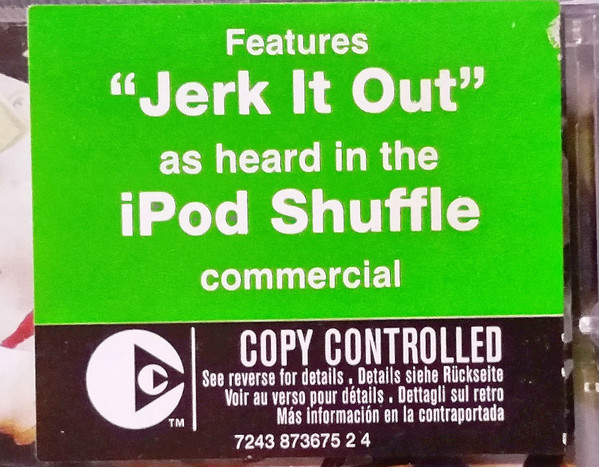 Features
“Jerk It Out”
as heard in the
iPod Shuffle
commercial
COPY CONTROLLED
See reverse for details . Details siehe Rückseite
Voir au verso pour détails . Dettagli sul retro
Más información en la contraportada
C
TM
7243 873675 2 4